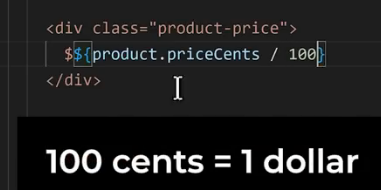 <div class="product-price">
$${product.priceCents / 100}
</div>
100 cents = 1 dollar